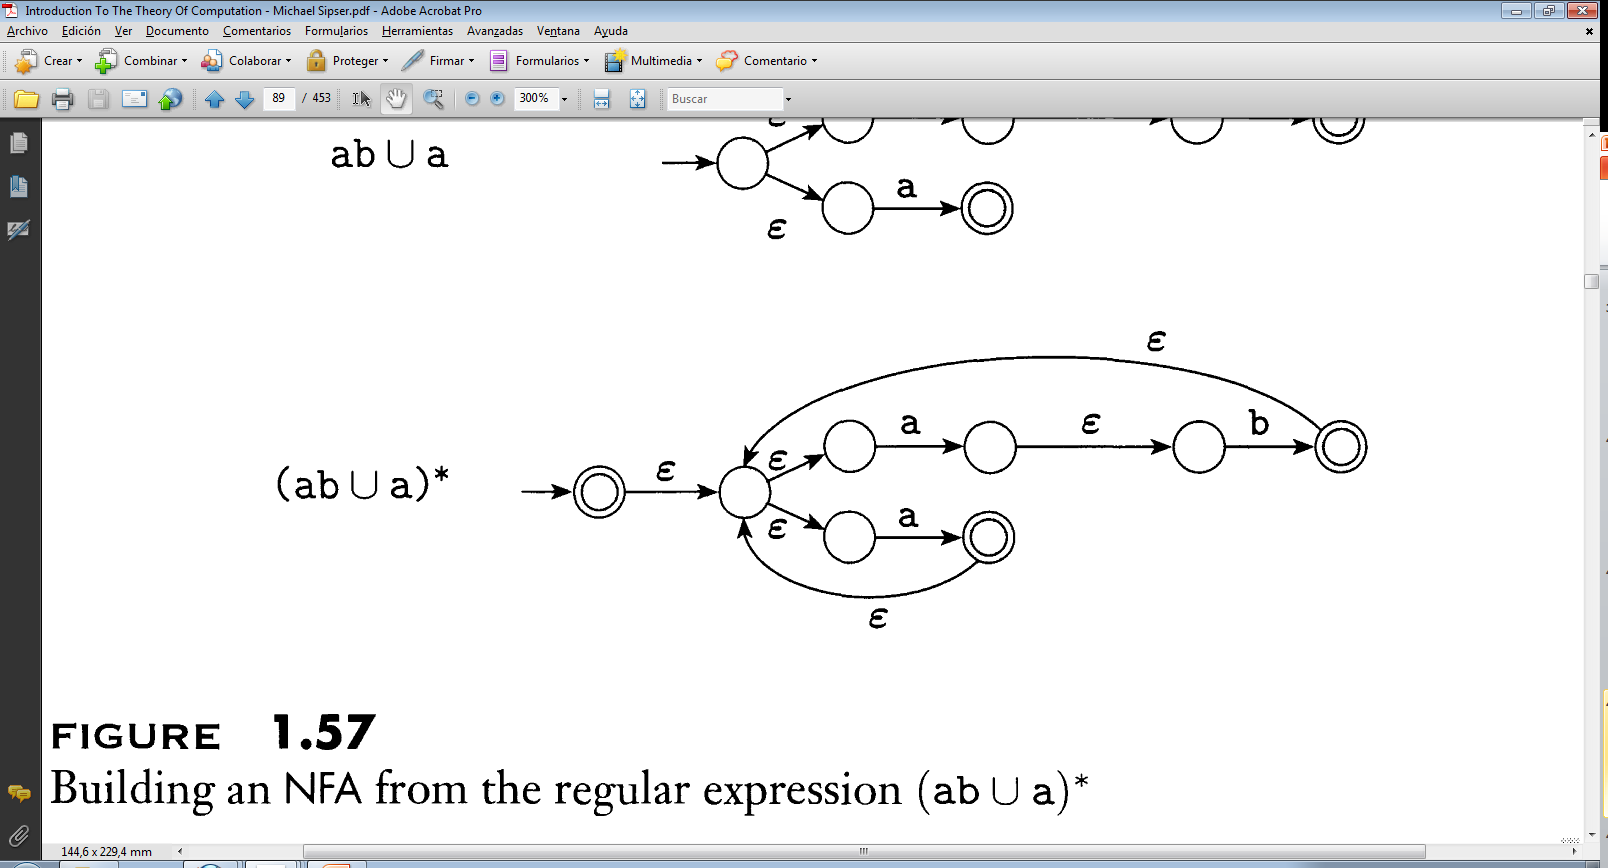 Introduction To The Theory Of Computation - Michael Sipser.pdf - Adobe Acrobat Pro
Archivo Edición Ver Documento Comentarios Formularios Herramientas Avanzadas Ventana Ayuda
Crear Combinar Colaborar Proteger Firmar Formularios Multimedia Comentario
89 / 453 300% Buscar
ε
ab ∪ a
a
ε
ε
a ε b
(ab ∪ a)* ε ε
ε a
ε
FIGURE 1.57
Building an NFA from the regular expression (ab ∪ a)*
144,6 x 229,4 mm